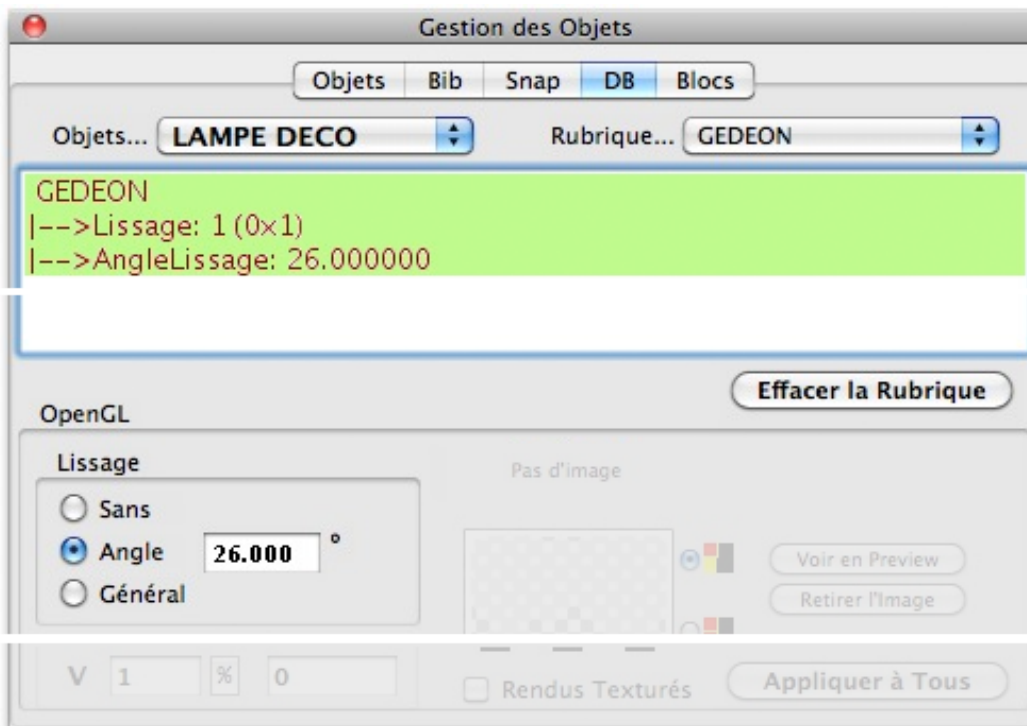 Gestion des Objets
Objets Bib Snap DB Blocs
Objets... LAMPE DECO Rubrique... GEDEON
GEDEON
|-->Lissage: 1 (0x1)
|-->AngleLissage: 26.000000
Effacer la Rubrique
OpenGL
Lissage
Pas d'image
Sans
Angle 26.000 °
Voir en Preview
Général
Retirer l'Image
V 1 % 0
Rendus Texturés Appliquer à Tous